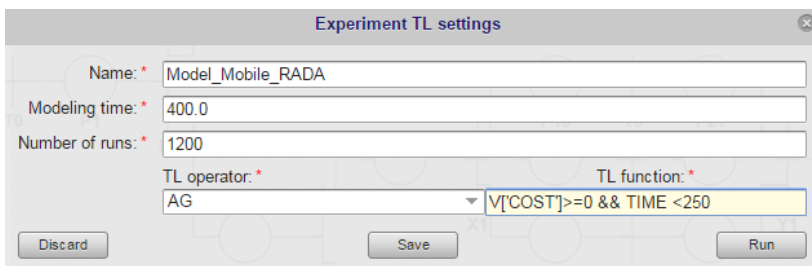 Experiment TL settings
Name: * Model_Mobile_RADA
Modeling time: * 400.0
Number of runs: * 1200
TL operator: * TL function: *
AG V['COST']>=0 && TIME <250
Discard Save Run